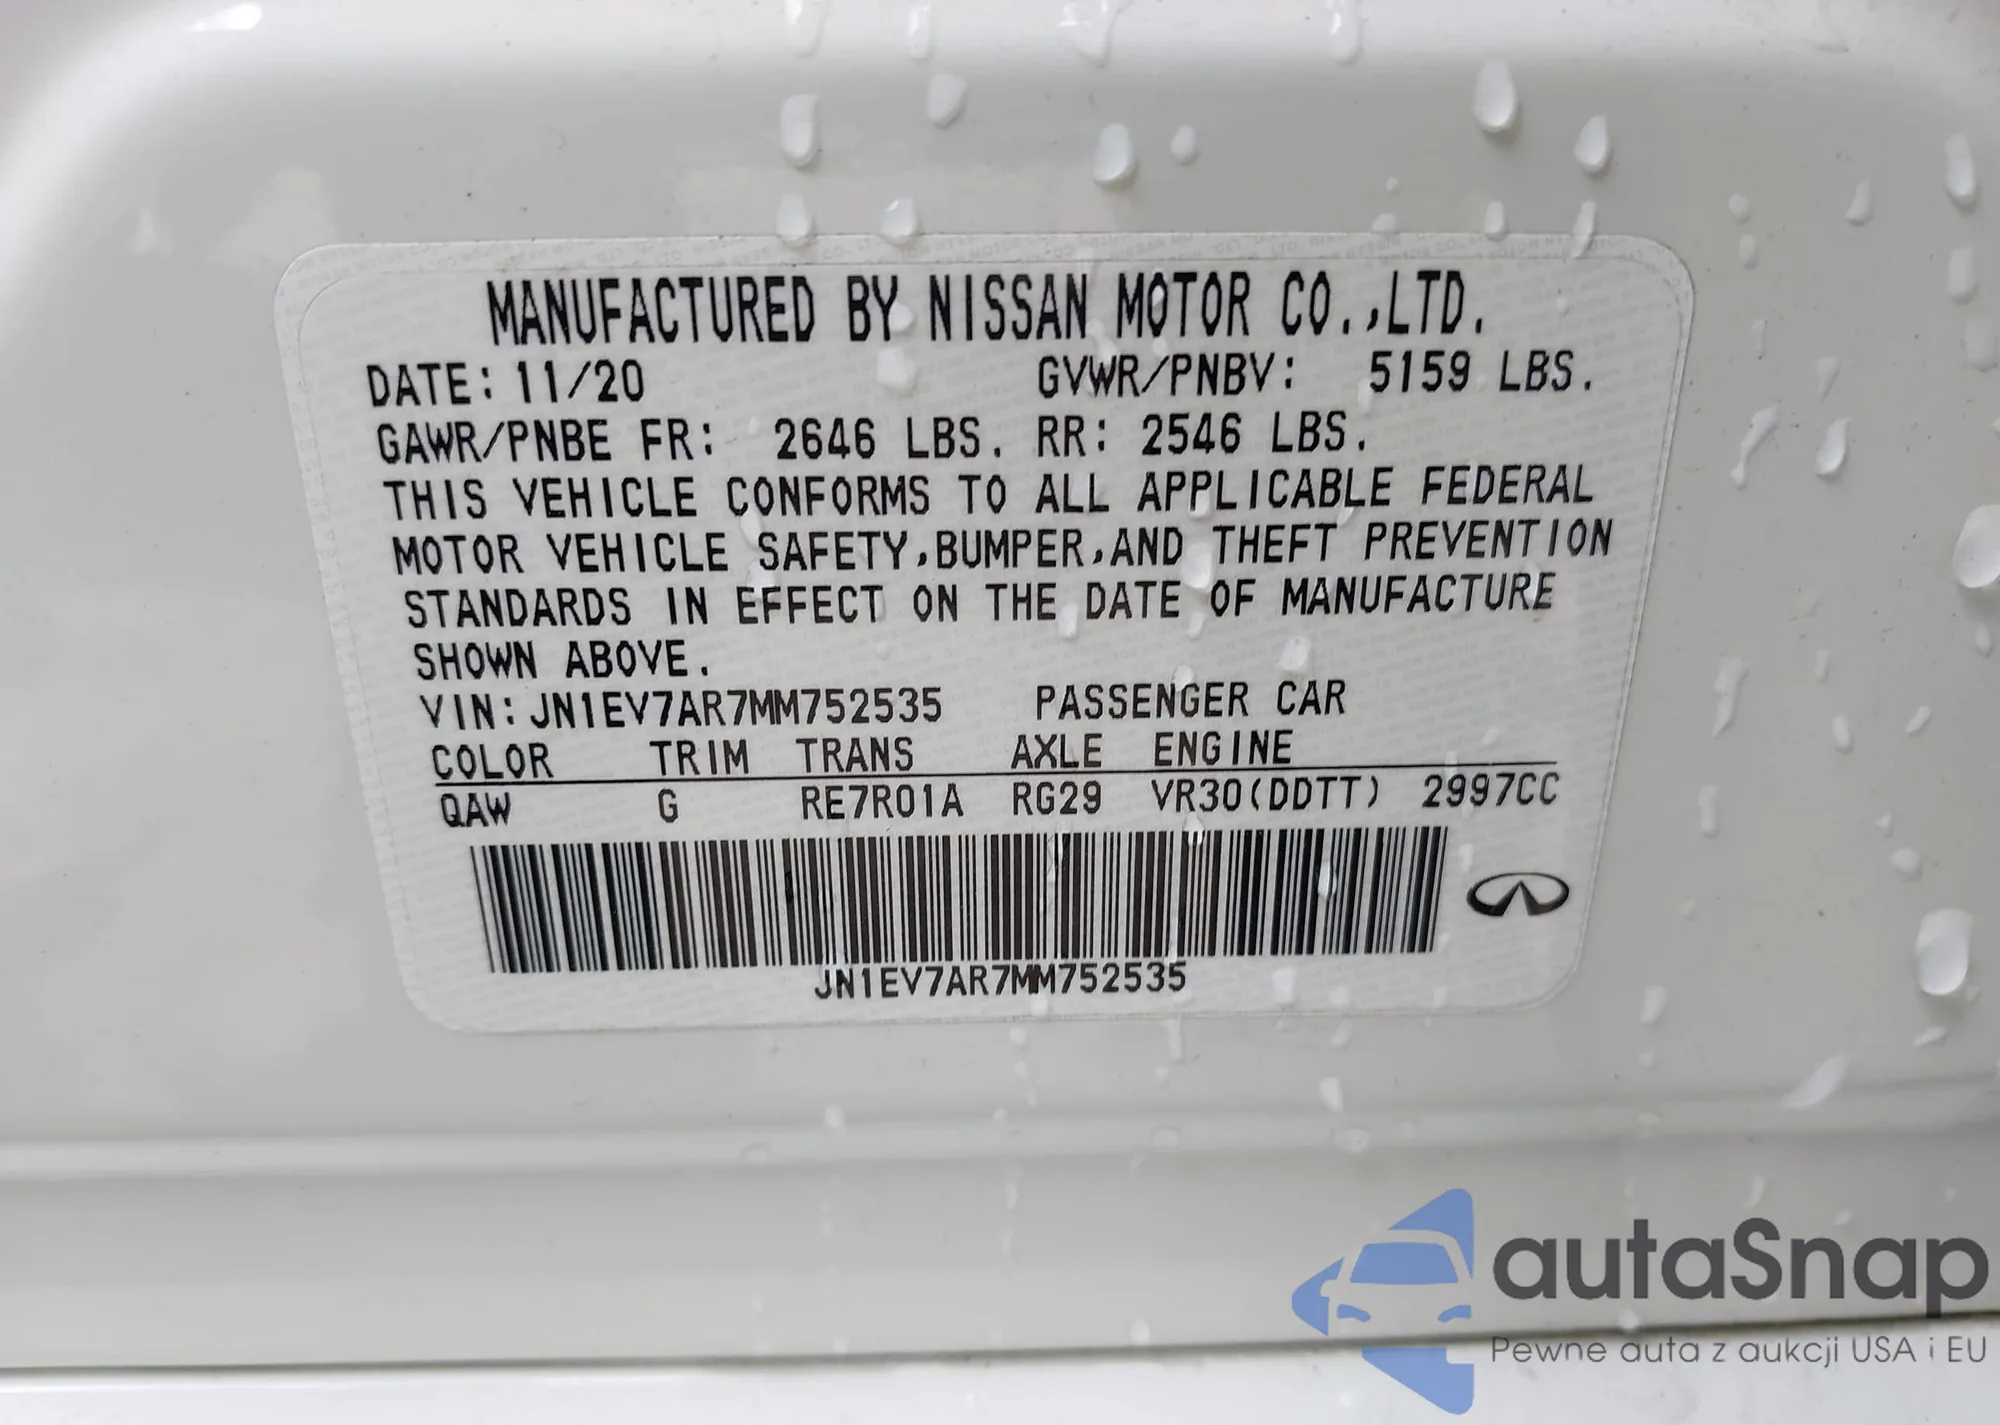 MANUFACTURED BY NISSAN MOTOR CO.,LTD.
DATE: 11/20 GVWR/PNBV: 5159 LBS.
GAWR/PNBE FR: 2646 LBS. RR: 2546 LBS.
THIS VEHICLE CONFORMS TO ALL APPLICABLE FEDERAL
MOTOR VEHICLE SAFETY,BUMPER,AND THEFT PREVENTION
STANDARDS IN EFFECT ON THE DATE OF MANUFACTURE
SHOWN ABOVE.
VIN: JN1EV7AR7MM752535 PASSENGER CAR
COLOR TRIM TRANS AXLE ENGINE
QAW G RE7R01A RG29 VR30(DDTT) 2997CC
JN1EV7AR7MM752535
autaSnap
Pewne auta z aukcji USA i EU